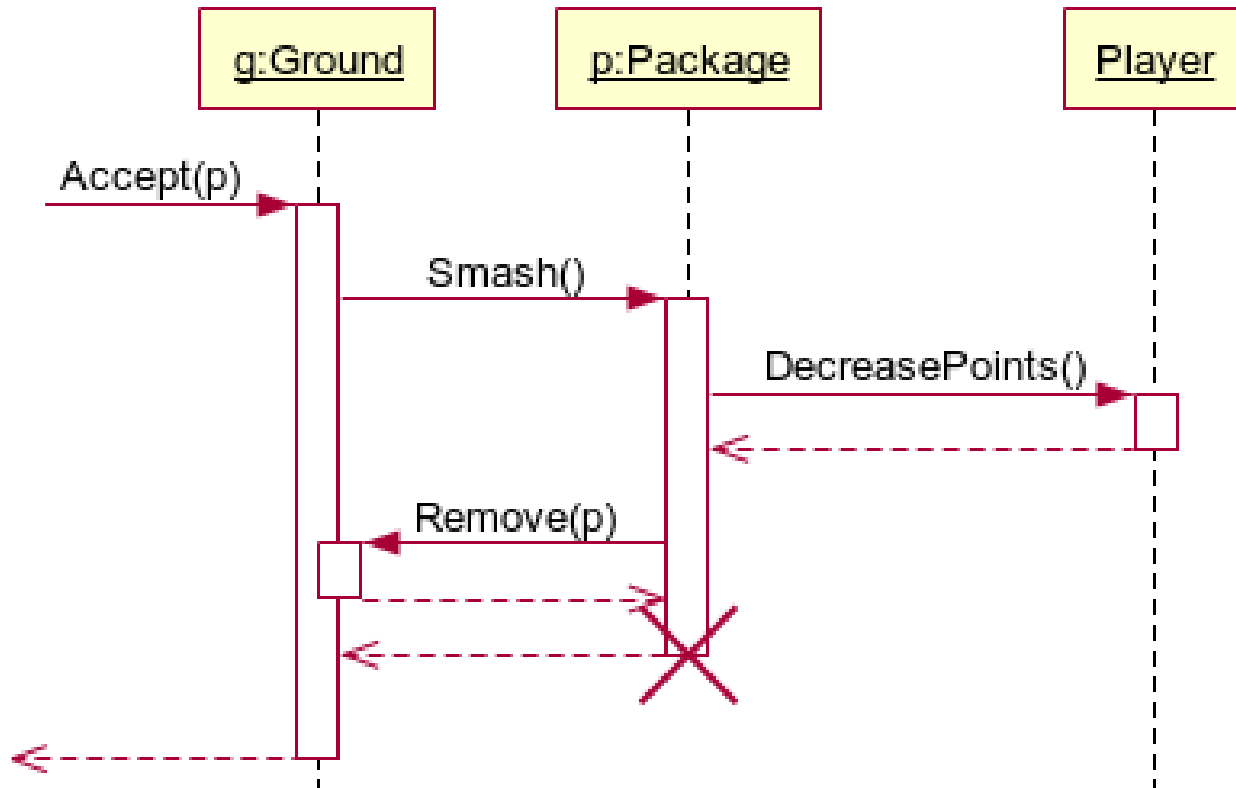 g:Ground
p:Package
Player
Accept(p)
Smash()
DecreasePoints()
Remove(p)